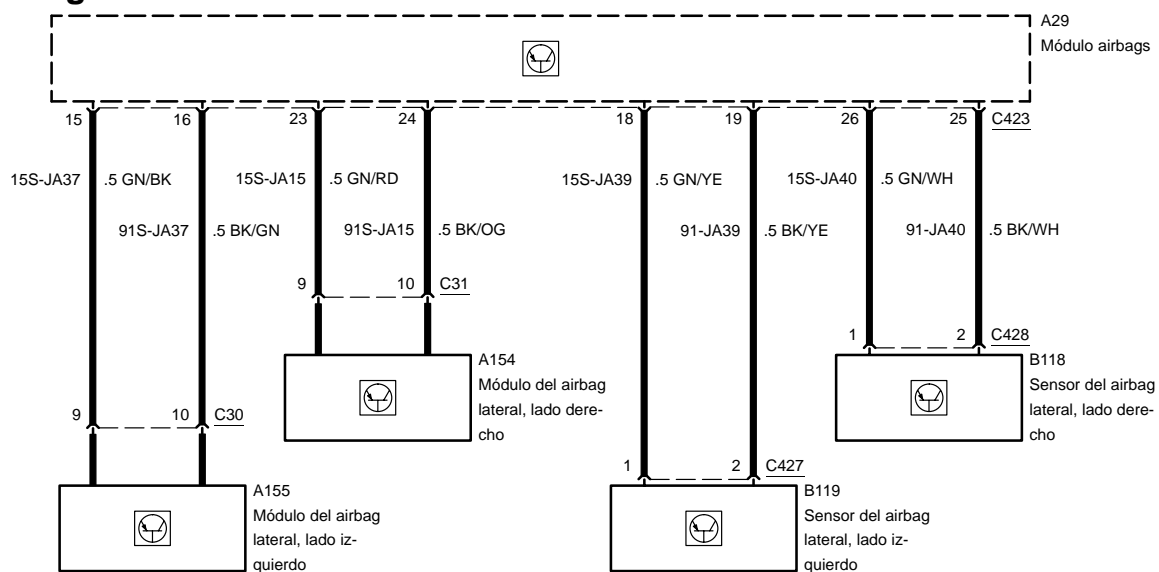 A29
Módulo airbags
15 16 23 24 18 19 26 25 C423
15S-JA37 .5 GN/BK 15S-JA15 .5 GN/RD 15S-JA39 .5 GN/YE 15S-JA40 .5 GN/WH
91S-JA37 .5 BK/GN 91S-JA15 .5 BK/OG 91-JA39 .5 BK/YE 91-JA40 .5 BK/WH
9 10 C31
1 2 C428
A154
Módulo del airbag
lateral, lado dere-
cho
B118
Sensor del airbag
lateral, lado dere-
cho
9 10 C30
1 2 C427
A155
Módulo del airbag
lateral, lado iz-
quierdo
B119
Sensor del airbag
lateral, lado iz-
quierdo